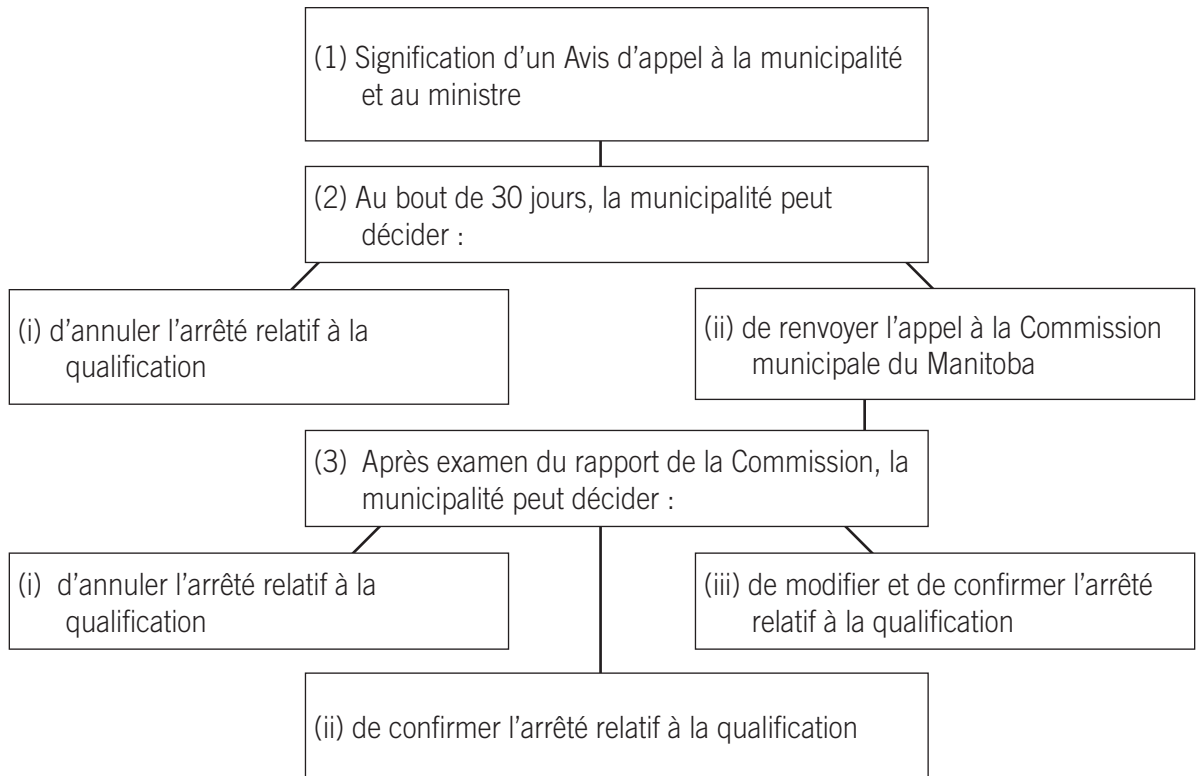 (1) Signification d’un Avis d’appel à la municipalité
et au ministre
(2) Au bout de 30 jours, la municipalité peut
décider :
(i) d’annuler l’arrêté relatif à la
qualification
(ii) de renvoyer l’appel à la Commission
municipale du Manitoba
(3) Après examen du rapport de la Commission, la
municipalité peut décider :
(i) d’annuler l’arrêté relatif à la
qualification
(iii) de modifier et de confirmer l’arrêté
relatif à la qualification
(ii) de confirmer l’arrêté relatif à la qualification